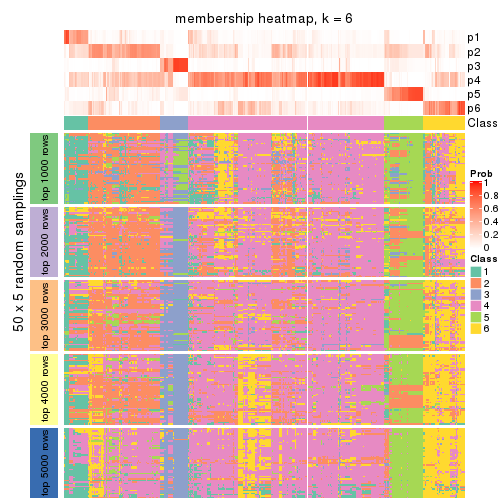 membership heatmap, k = 6
p1
p2
p3
p4
p5
p6
Class
50 x 5 random samplings
top 1000 rows
top 2000 rows
top 3000 rows
top 4000 rows
top 5000 rows
Prob
1
0.8
0.6
0.4
0.2
0
Class
1
2
3
4
5
6